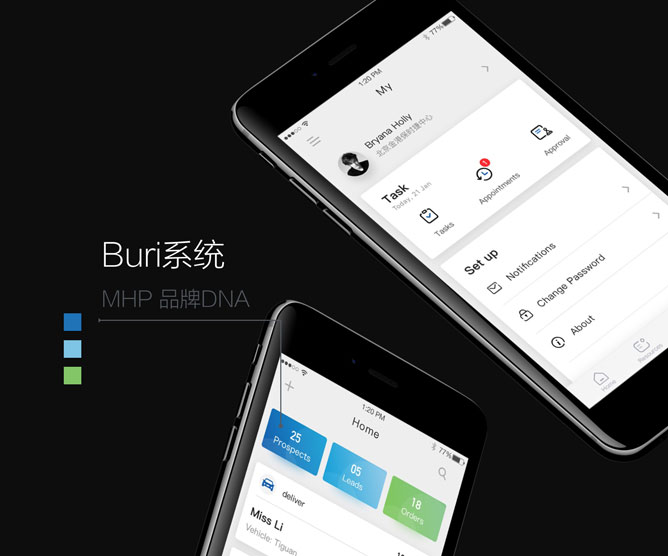 1:20 PM
77%
My
Bryana Holly
北京金港保时捷中心
Task
Today, 21 Jan
Tasks
1
Appointments
Approval
Set up
Notifications
Change Password
About
Home
Resources
Buri系统
MHP 品牌DNA
1:20 PM
77%
Home
25
Prospects
05
Leads
18
Orders
deliver
Miss Li
Vehicle: Tiguan